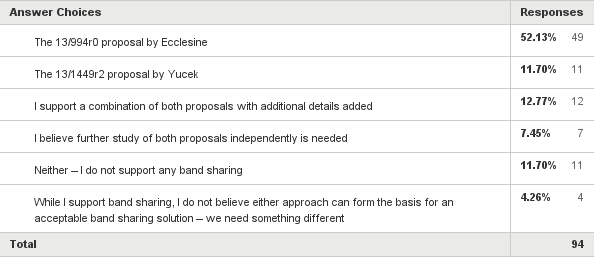 Answer Choices Responses
The 13/994r0 proposal by Ecclesine 52.13% 49
The 13/1449r2 proposal by Yucek 11.70% 11
I support a combination of both proposals with additional details added 12.77% 12
I believe further study of both proposals independently is needed 7.45% 7
Neither – I do not support any band sharing 11.70% 11
While I support band sharing, I do not believe either approach can form the basis for an 4.26% 4
acceptable band sharing solution – we need something different
Total 94